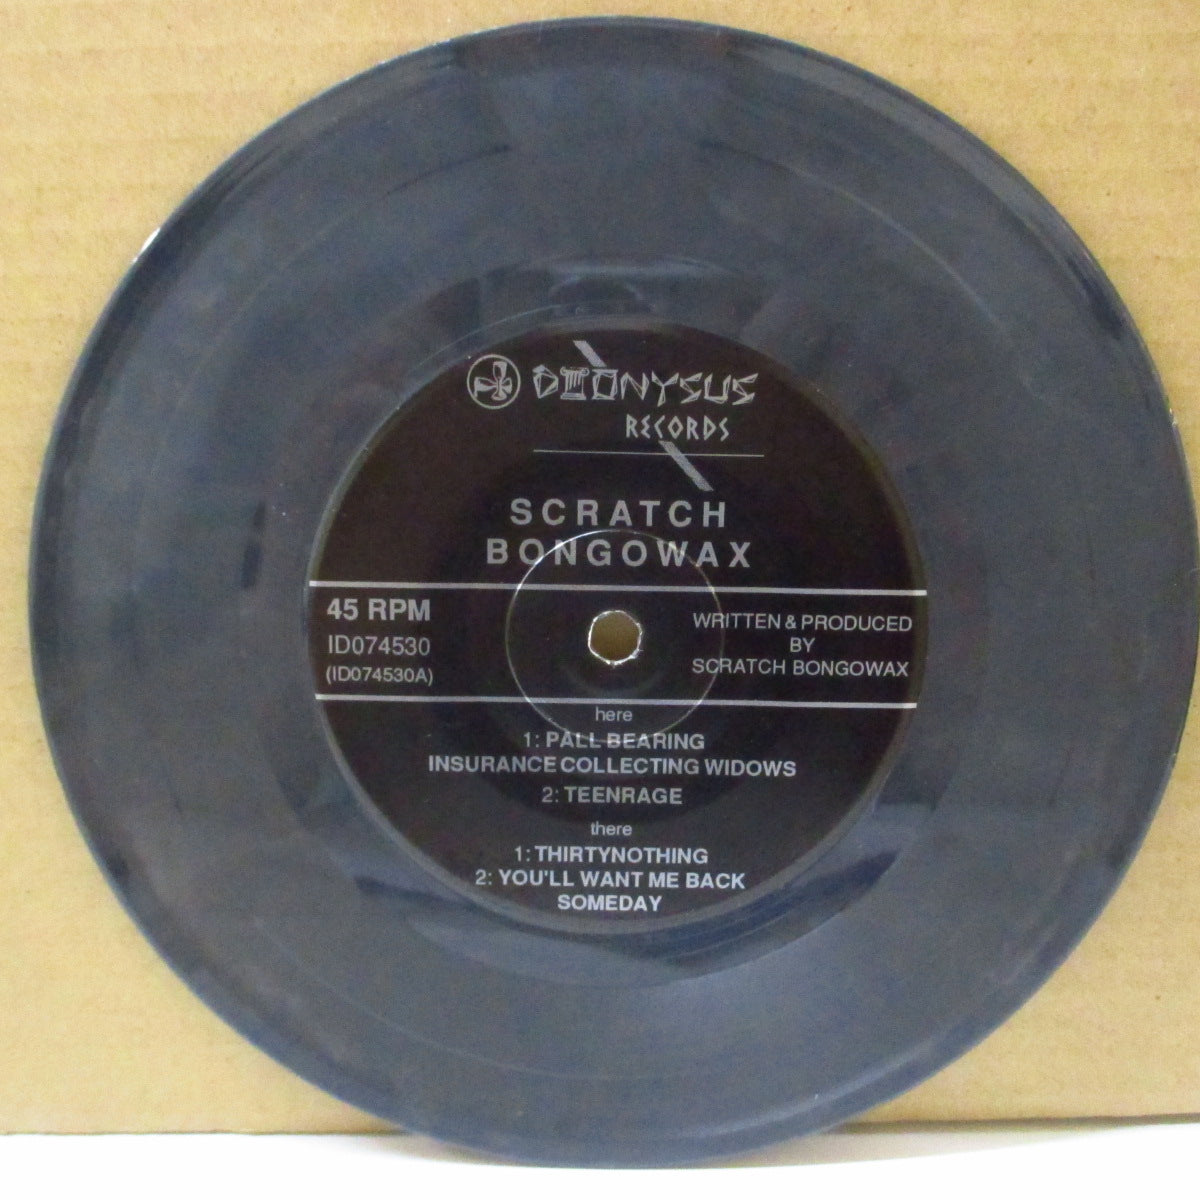 DIONYSUS
RECORDS
SCRATCH
BONGOWAX
45 RPM
ID074530
(ID074530A)
WRITTEN & PRODUCED
BY
SCRATCH BONGOWAX
here
1: PALL BEARING
INSURANCE COLLECTING WIDOWS
2: TEENRAGE
there
1: THIRTYNOTHING
2: YOU'LL WANT ME BACK
SOMEDAY